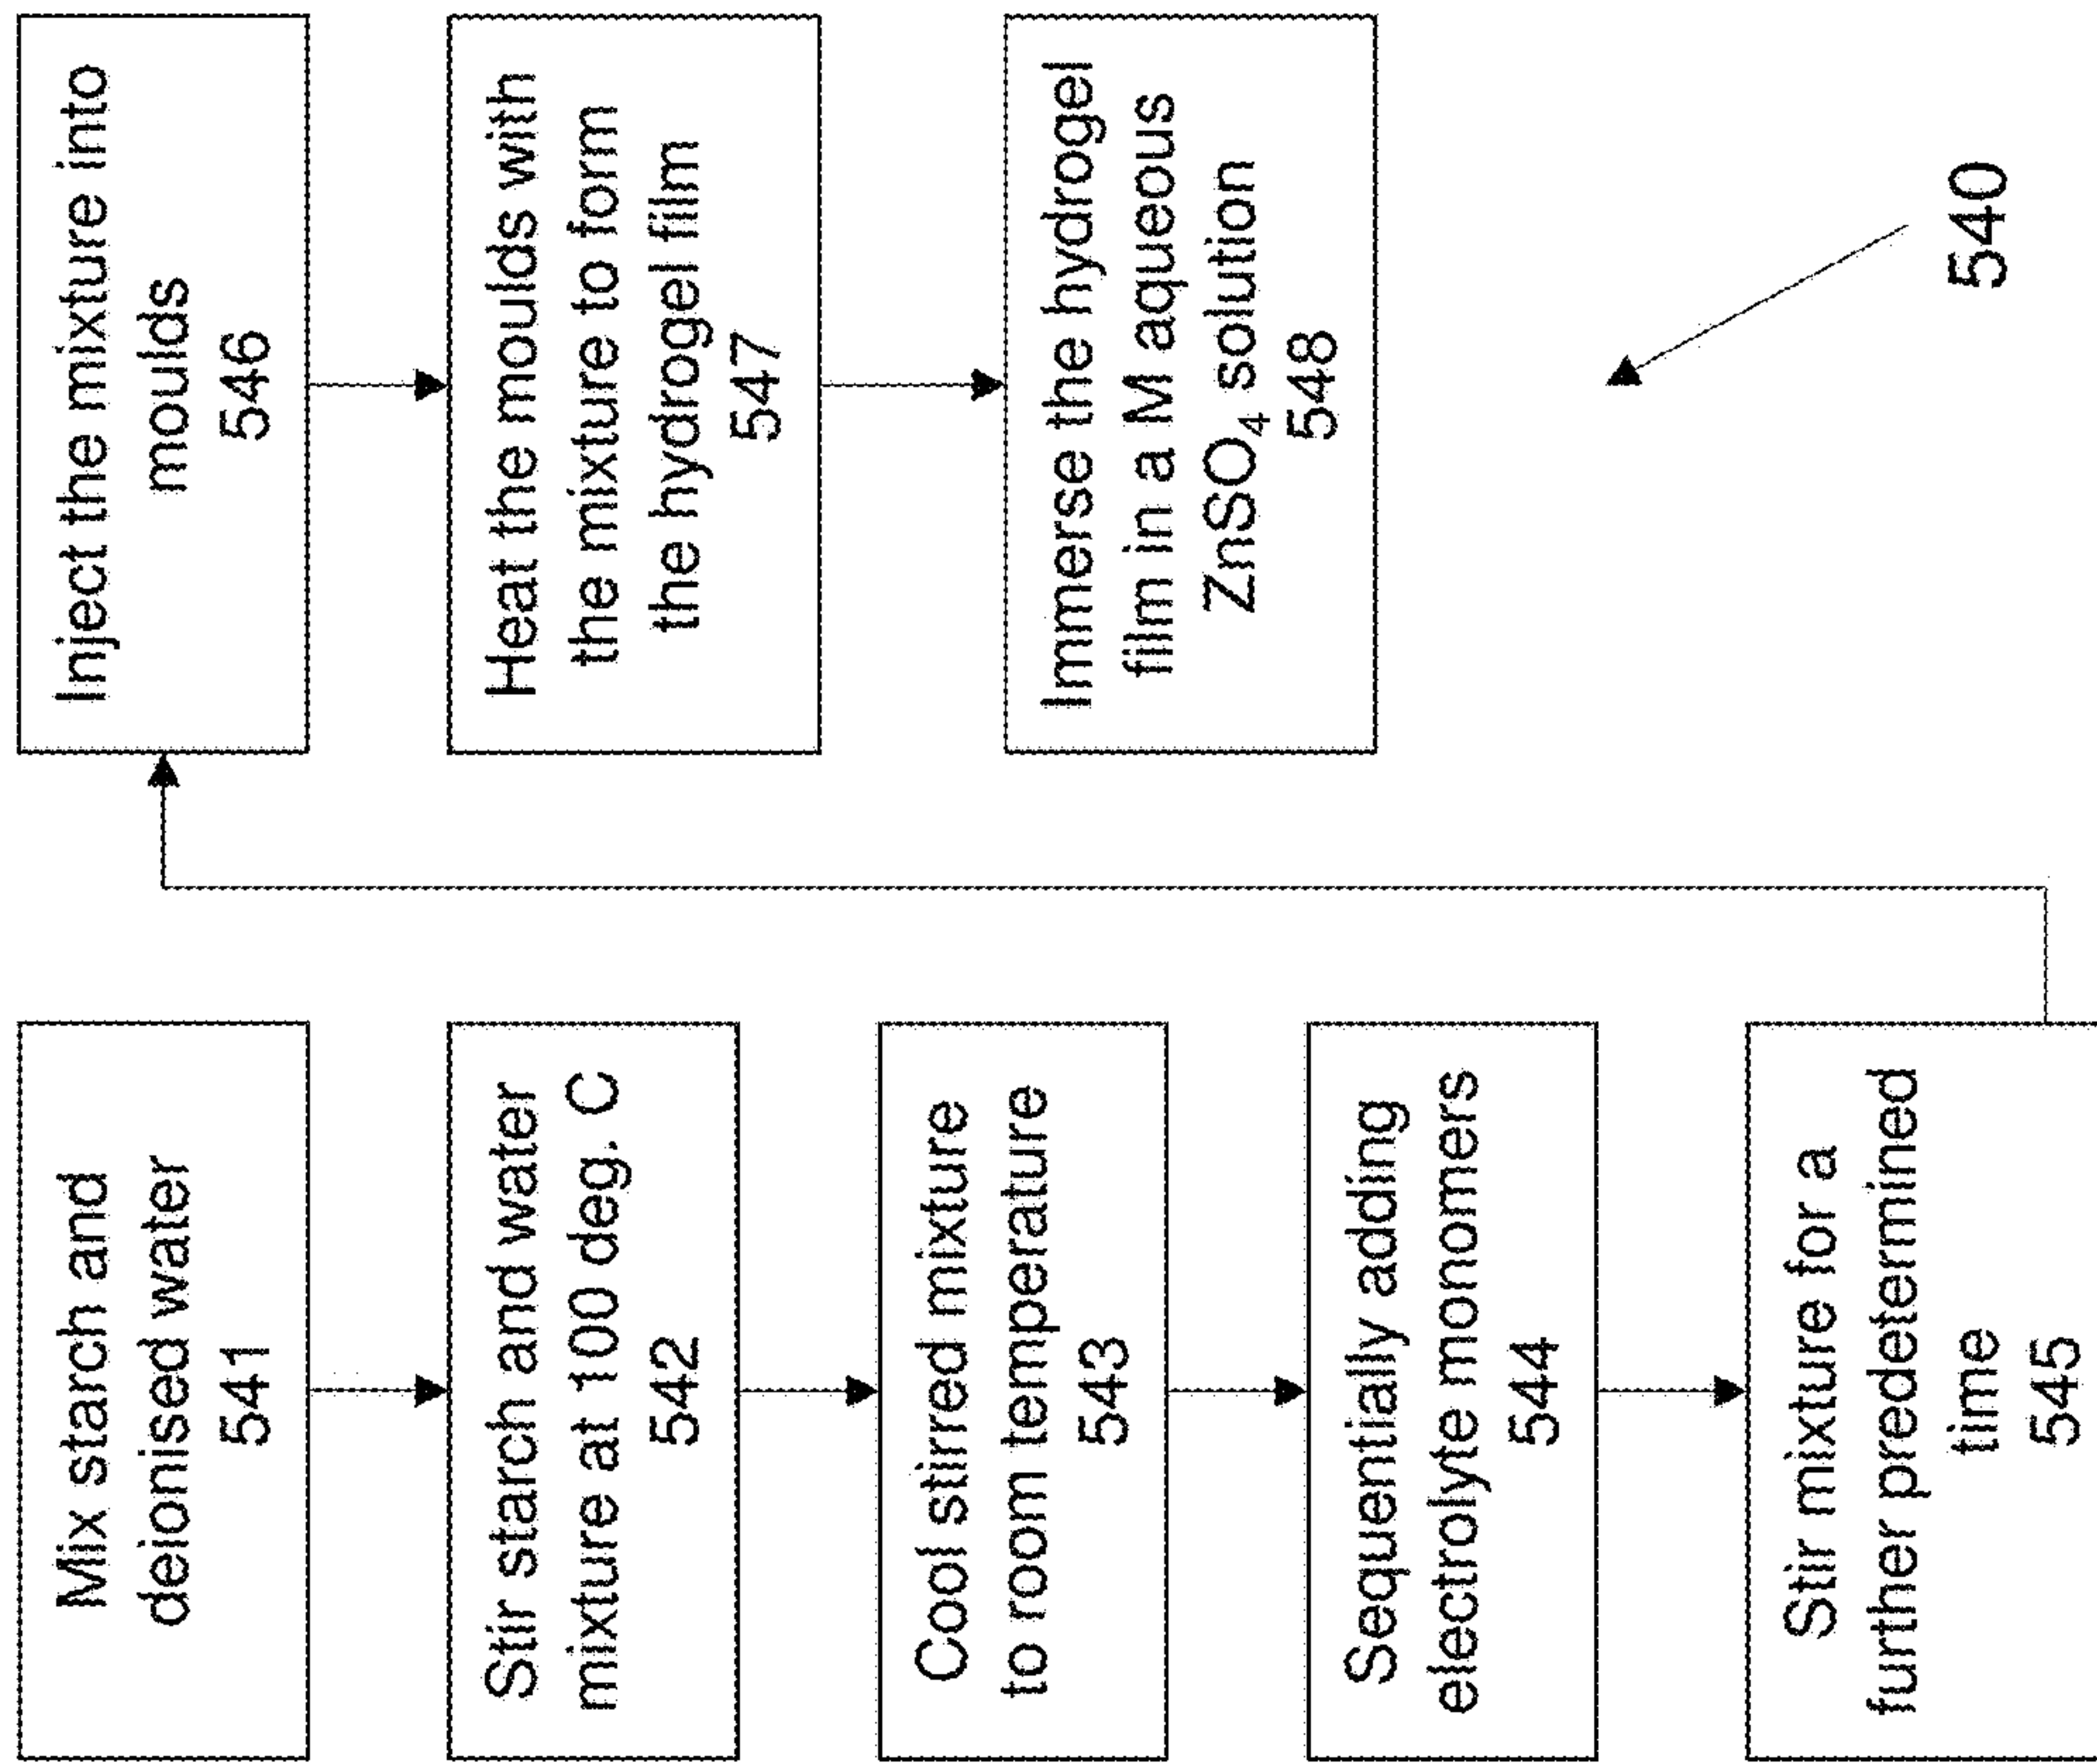 Mix starch and
deionised water
541
Stir starch and water
mixture at 100 deg. C
542
Cool stirred mixture
to room temperature
543
Sequentially adding
electrolyte monomers
544
Stir mixture for a
further predetermined
time
545
Inject the mixture into
moulds
546
Heat the moulds with
the mixture to form
the hydrogel film
547
Immerse the hydrogel
film in a M aqueous
ZnSO₄ solution
548
540